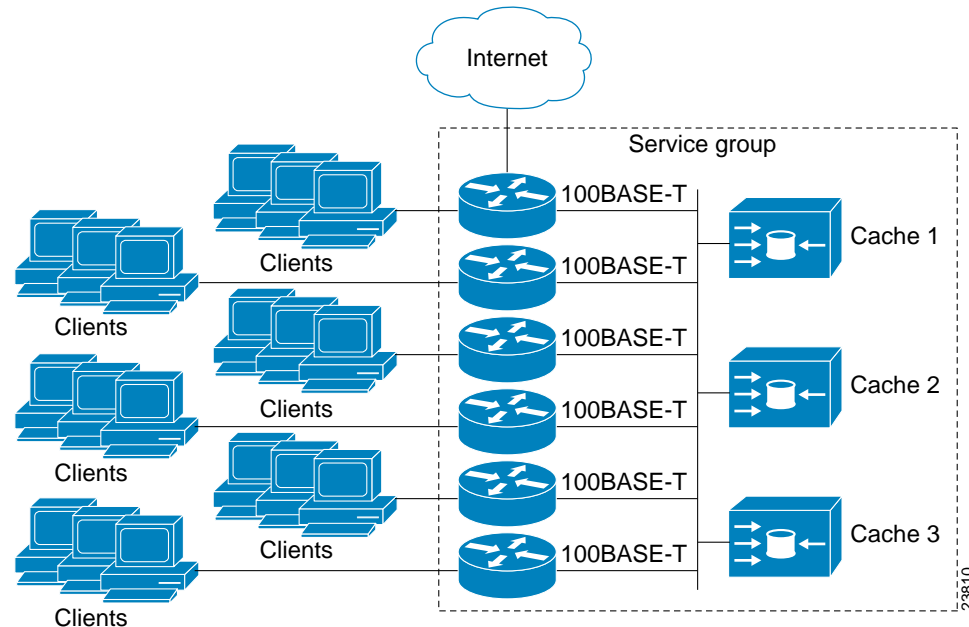 Internet
Service group
100BASE-T
Cache 1
Clients
100BASE-T
Clients
100BASE-T
Clients
Cache 2
100BASE-T
Clients
100BASE-T
Clients
Cache 3
100BASE-T
Clients
23810